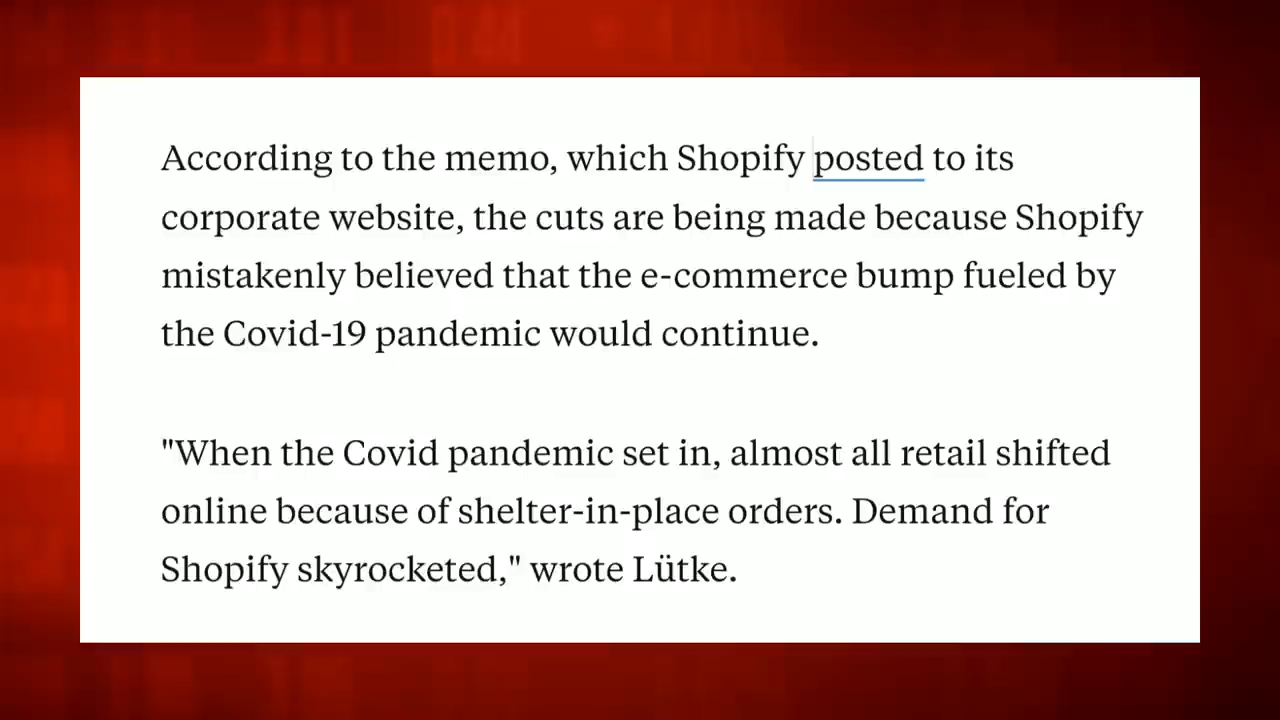 According to the memo, which Shopify posted to its
corporate website, the cuts are being made because Shopify
mistakenly believed that the e-commerce bump fueled by
the Covid-19 pandemic would continue.
"When the Covid pandemic set in, almost all retail shifted
online because of shelter-in-place orders. Demand for
Shopify skyrocketed," wrote Lütke.